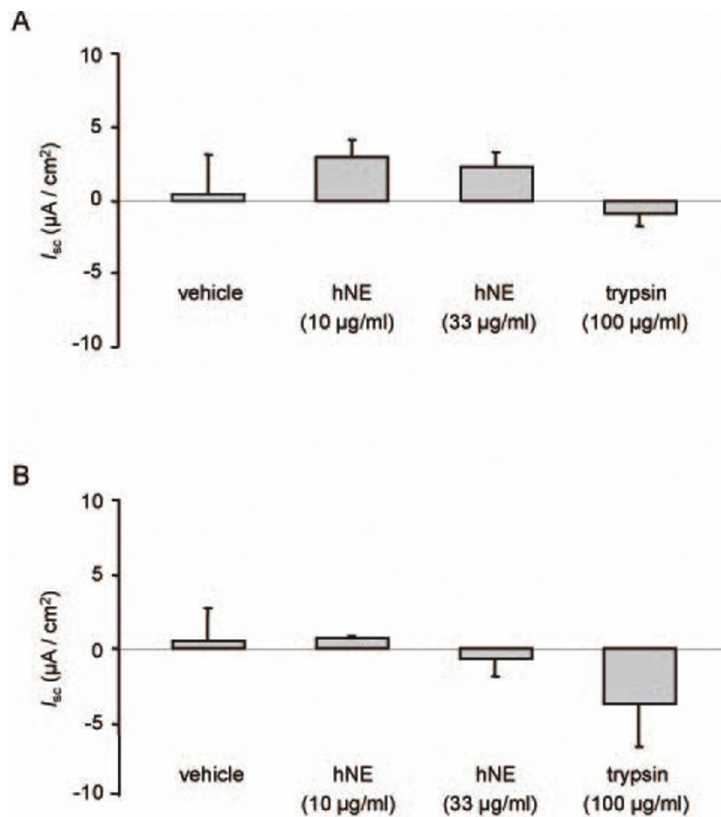 A
10
5
0
-5
-10
I sc (µA / cm²)
vehicle hNE hNE trypsin
(10 µg/ml) (33 µg/ml) (100 µg/ml)
B
10
5
0
-5
-10
I sc (µA / cm²)
vehicle hNE hNE trypsin
(10 µg/ml) (33 µg/ml) (100 µg/ml)